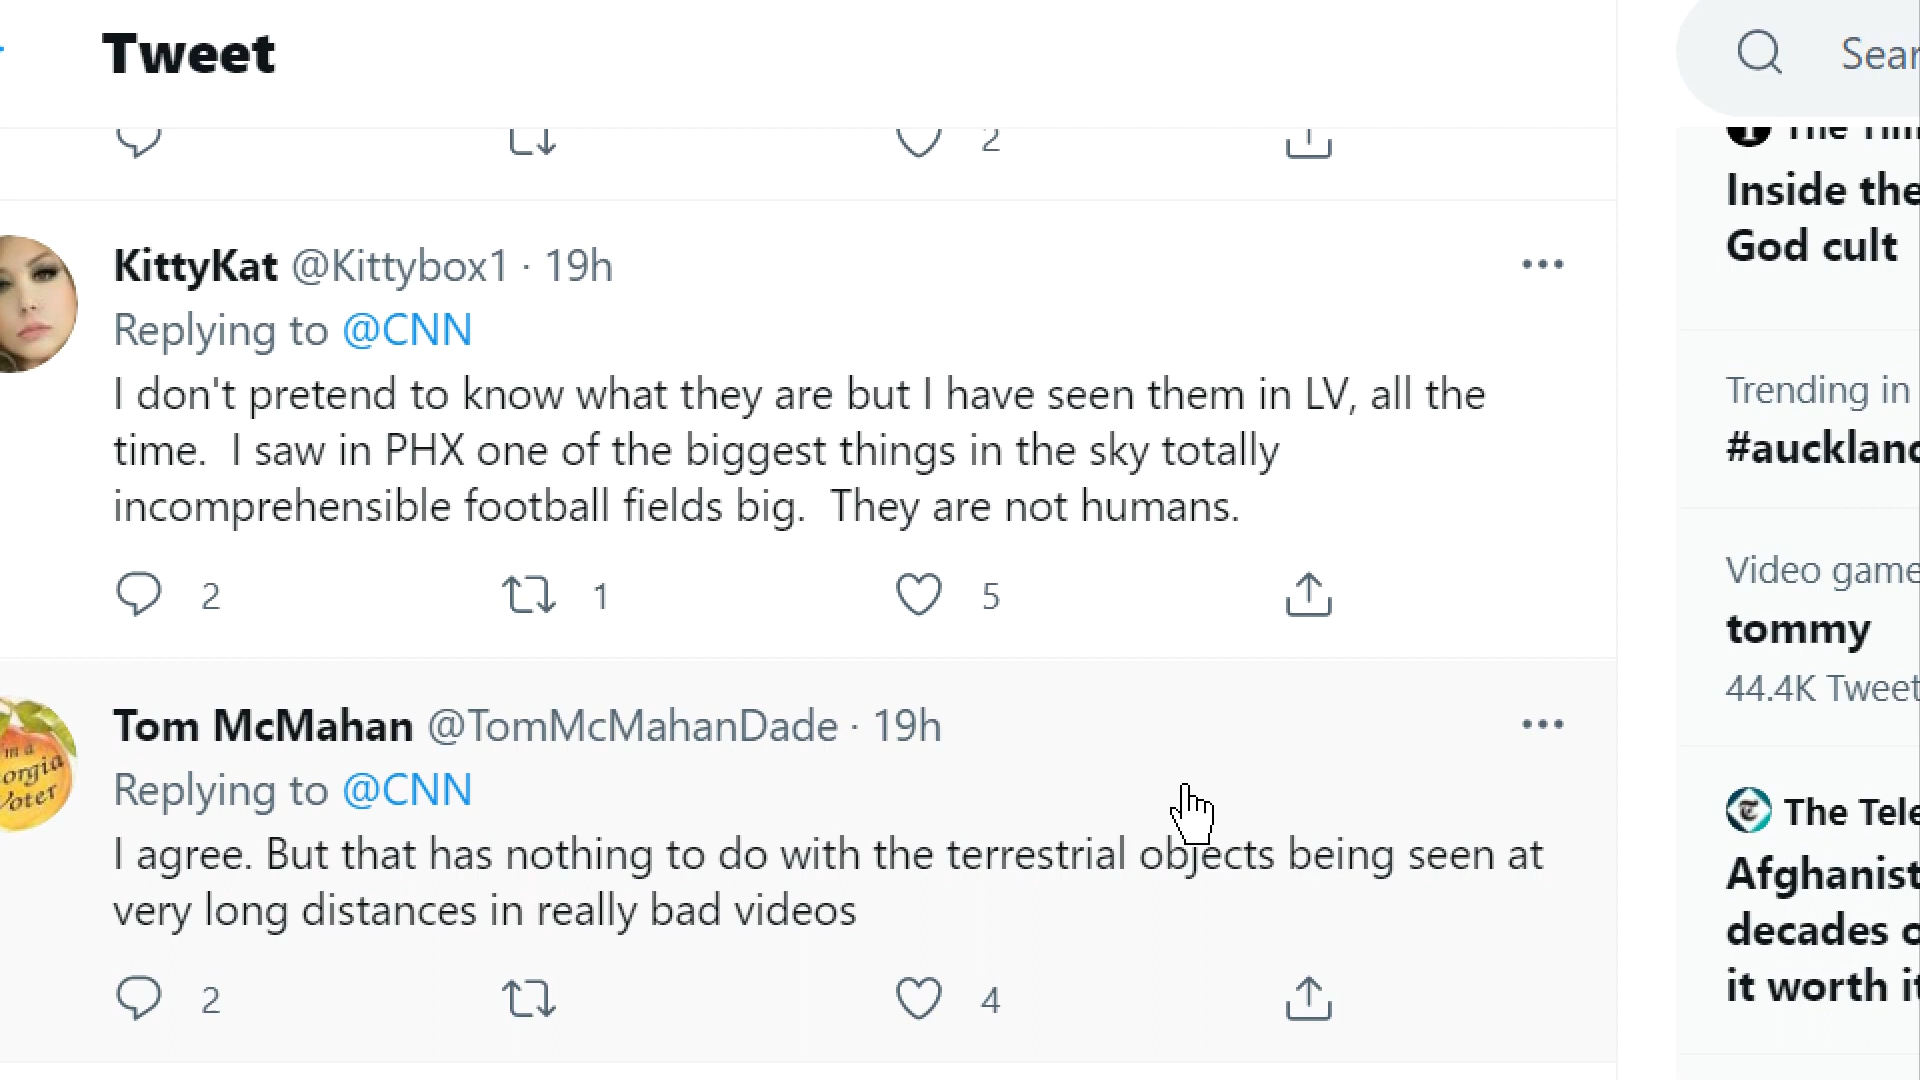 Tweet
Sear
2
KittyKat @Kittybox1 · 19h
Replying to @CNN
I don't pretend to know what they are but I have seen them in LV, all the
time.  I saw in PHX one of the biggest things in the sky totally
incomprehensible football fields big.  They are not humans.
2 1 5
Tom McMahan @TomMcMahanDade · 19h
Replying to @CNN
I agree. But that has nothing to do with the terrestrial objects being seen at
very long distances in really bad videos
2 4
in a
orgia
Voter
Inside the
God cult
Trending in
#auckland
Video game
tommy
44.4K Tweet
The Tele
Afghanist
decades o
it worth it